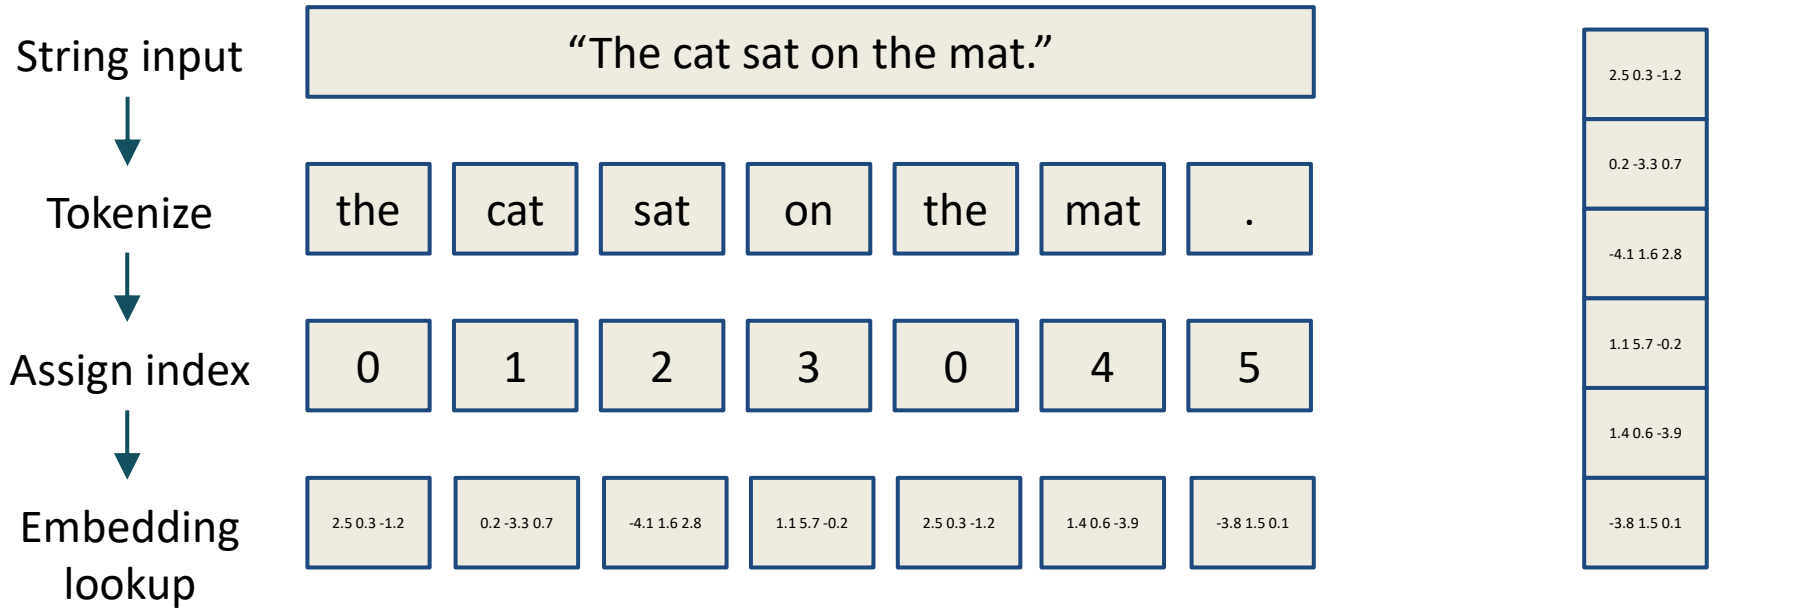 String input
“The cat sat on the mat.”
Tokenize
the cat sat on the mat .
Assign index
0 1 2 3 0 4 5
Embedding
lookup
2.5 0.3 -1.2 0.2 -3.3 0.7 -4.1 1.6 2.8 1.1 5.7 -0.2 2.5 0.3 -1.2 1.4 0.6 -3.9 -3.8 1.5 0.1
2.5 0.3 -1.2
0.2 -3.3 0.7
-4.1 1.6 2.8
1.1 5.7 -0.2
1.4 0.6 -3.9
-3.8 1.5 0.1